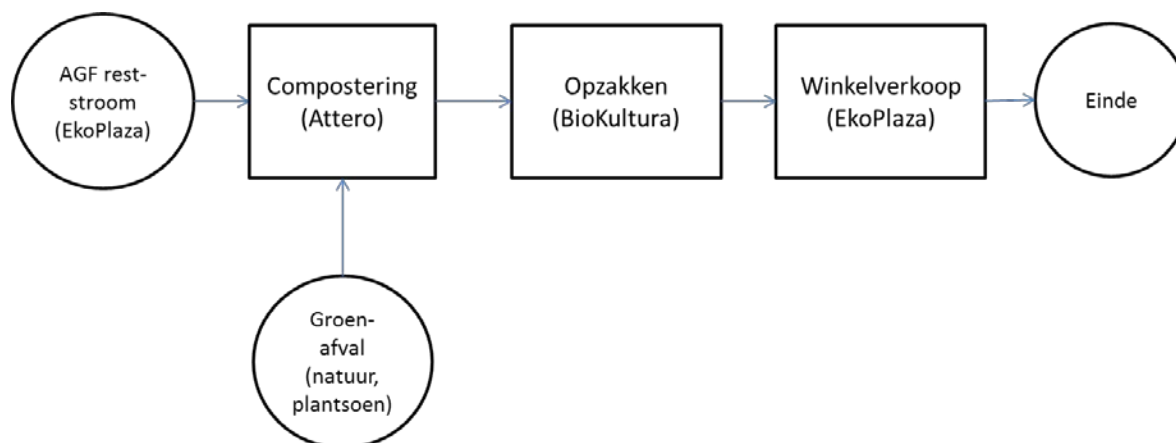 AGF rest-
stroom
(EkoPlaza)
Compostering
(Attero)
Opzakken
(BioKultura)
Winkelverkoop
(EkoPlaza)
Einde
Groen-
afval
(natuur,
plantsoen)